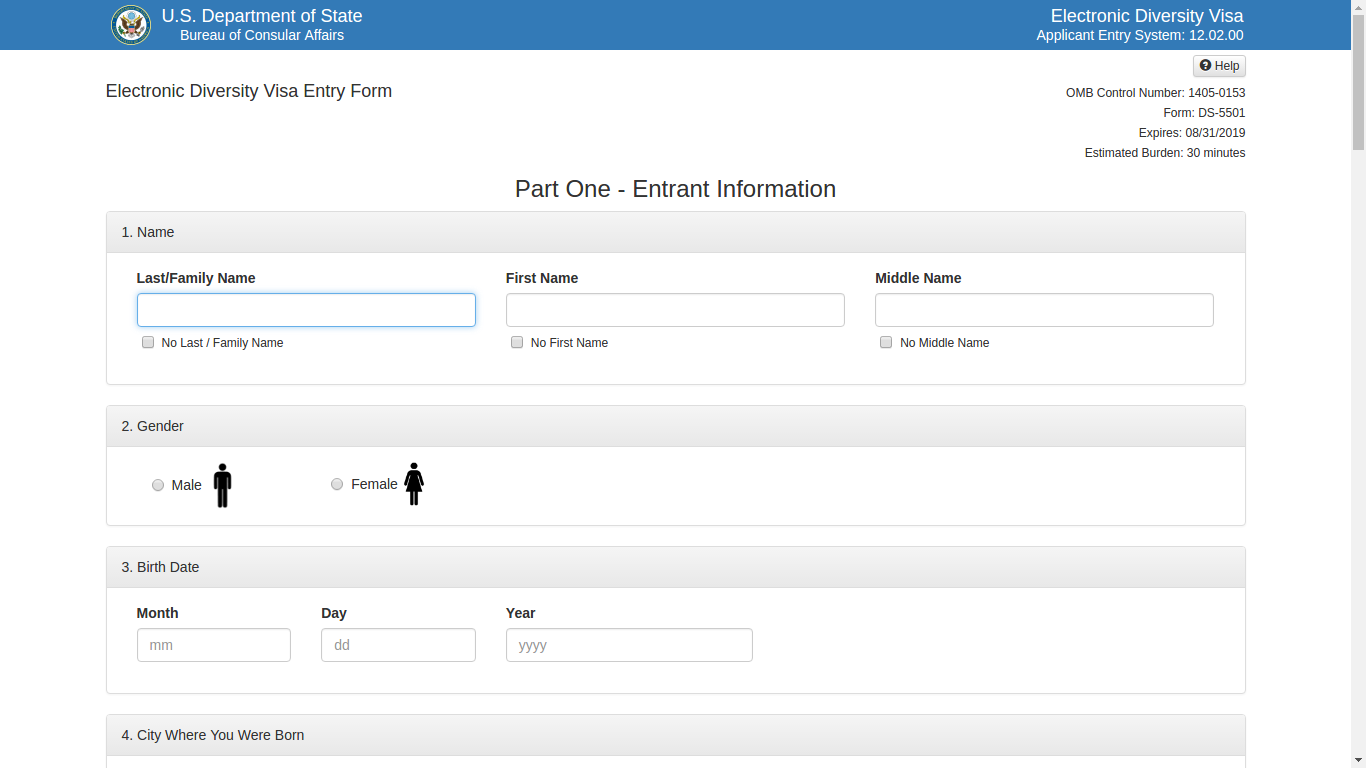 U.S. Department of State
Bureau of Consular Affairs
Electronic Diversity Visa
Applicant Entry System: 12.02.00
Help
Electronic Diversity Visa Entry Form
OMB Control Number: 1405-0153
Form: DS-5501
Expires: 08/31/2019
Estimated Burden: 30 minutes
Part One - Entrant Information
1. Name
Last/Family Name First Name Middle Name
No Last / Family Name No First Name No Middle Name
2. Gender
Male Female
3. Birth Date
Month Day Year
mm dd yyyy
4. City Where You Were Born